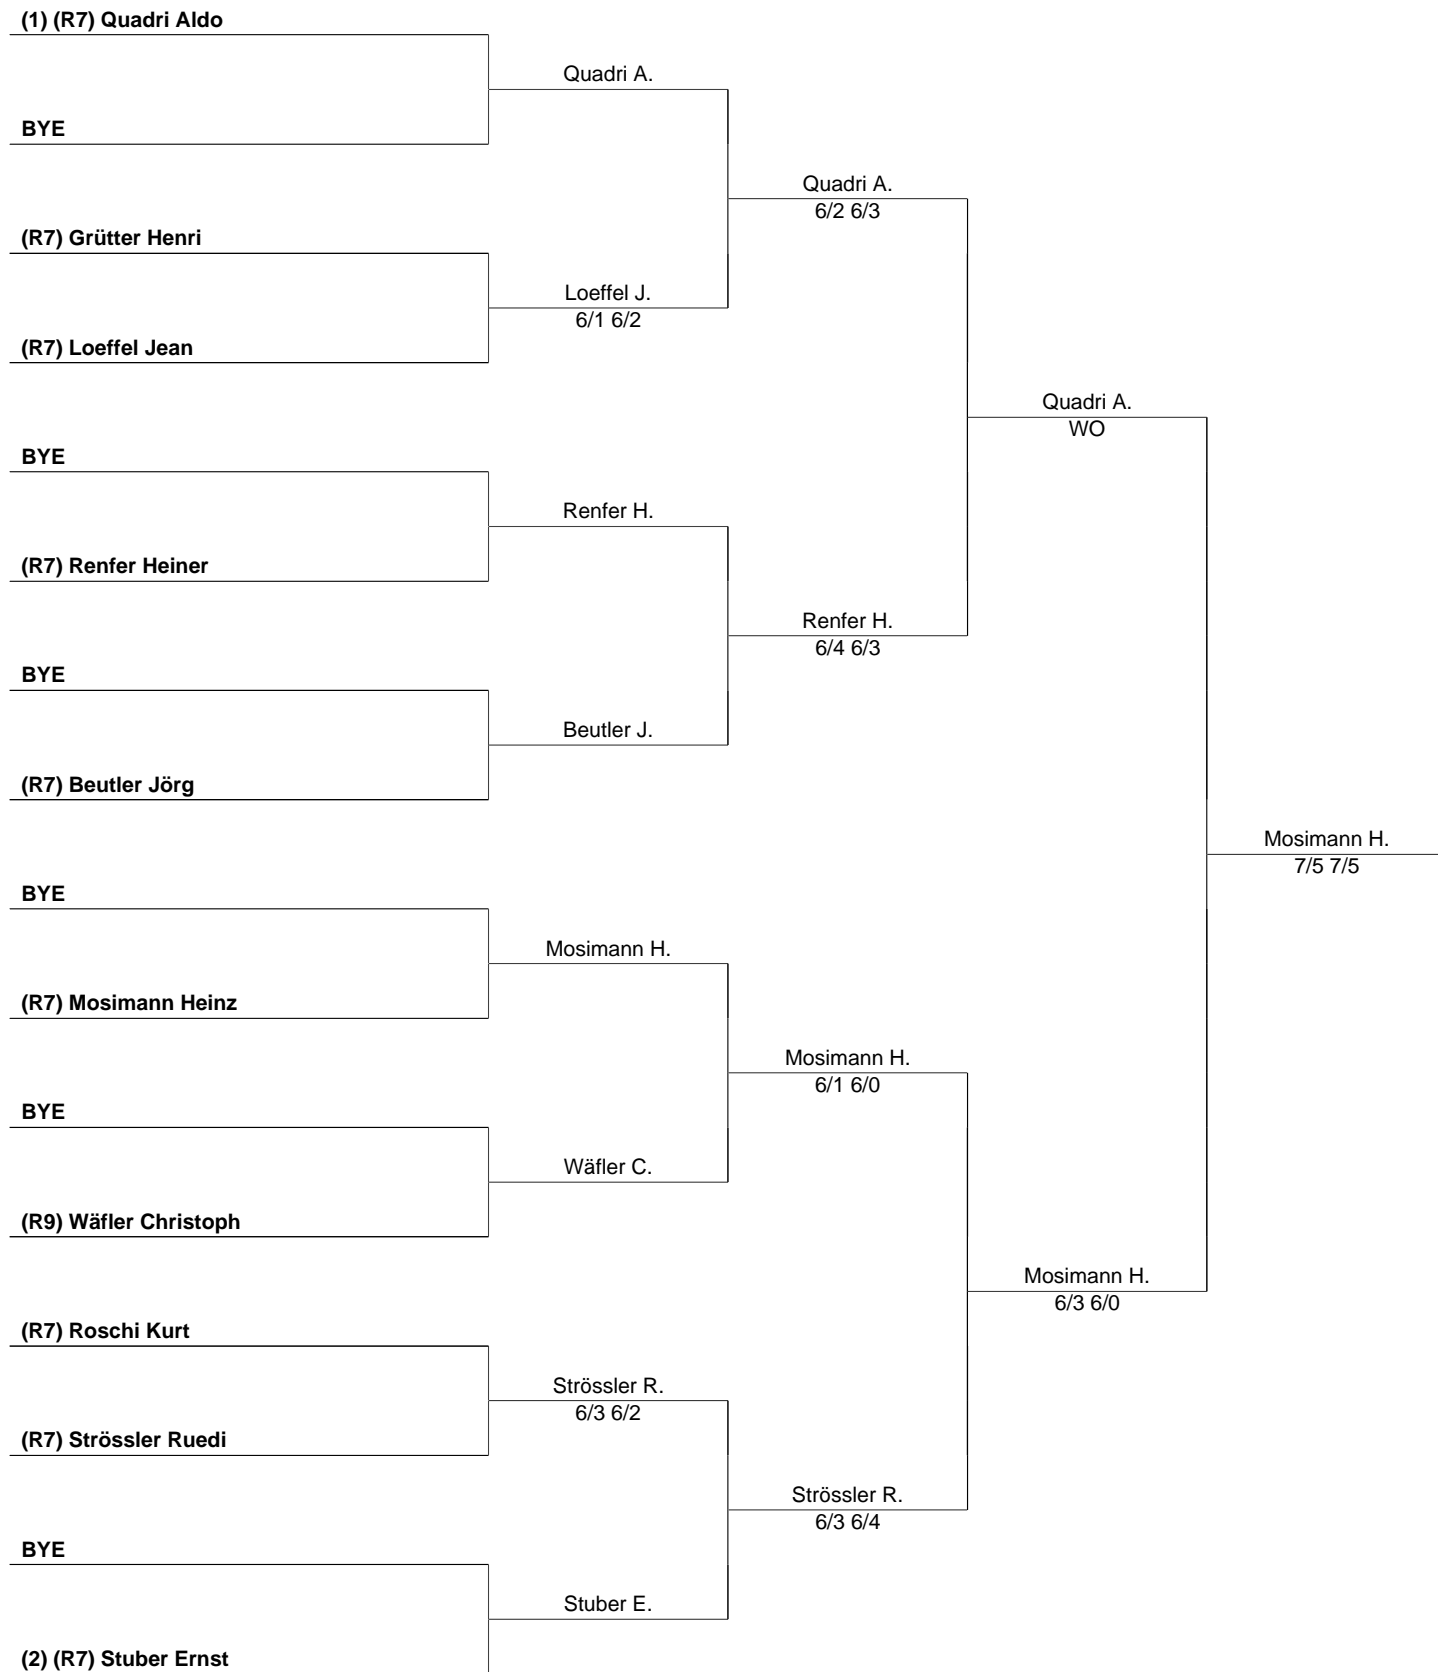 (1) (R7) Quadri Aldo
Quadri A.
BYE
Quadri A.
6/2 6/3
(R7) Grütter Henri
Loeffel J.
6/1 6/2
(R7) Loeffel Jean
Quadri A.
WO
BYE
Renfer H.
(R7) Renfer Heiner
Renfer H.
6/4 6/3
BYE
Beutler J.
(R7) Beutler Jörg
Mosimann H.
7/5 7/5
BYE
Mosimann H.
(R7) Mosimann Heinz
Mosimann H.
6/1 6/0
BYE
Wäfler C.
(R9) Wäfler Christoph
Mosimann H.
6/3 6/0
(R7) Roschi Kurt
Strössler R.
6/3 6/2
(R7) Strössler Ruedi
Strössler R.
6/3 6/4
BYE
Stuber E.
(2) (R7) Stuber Ernst